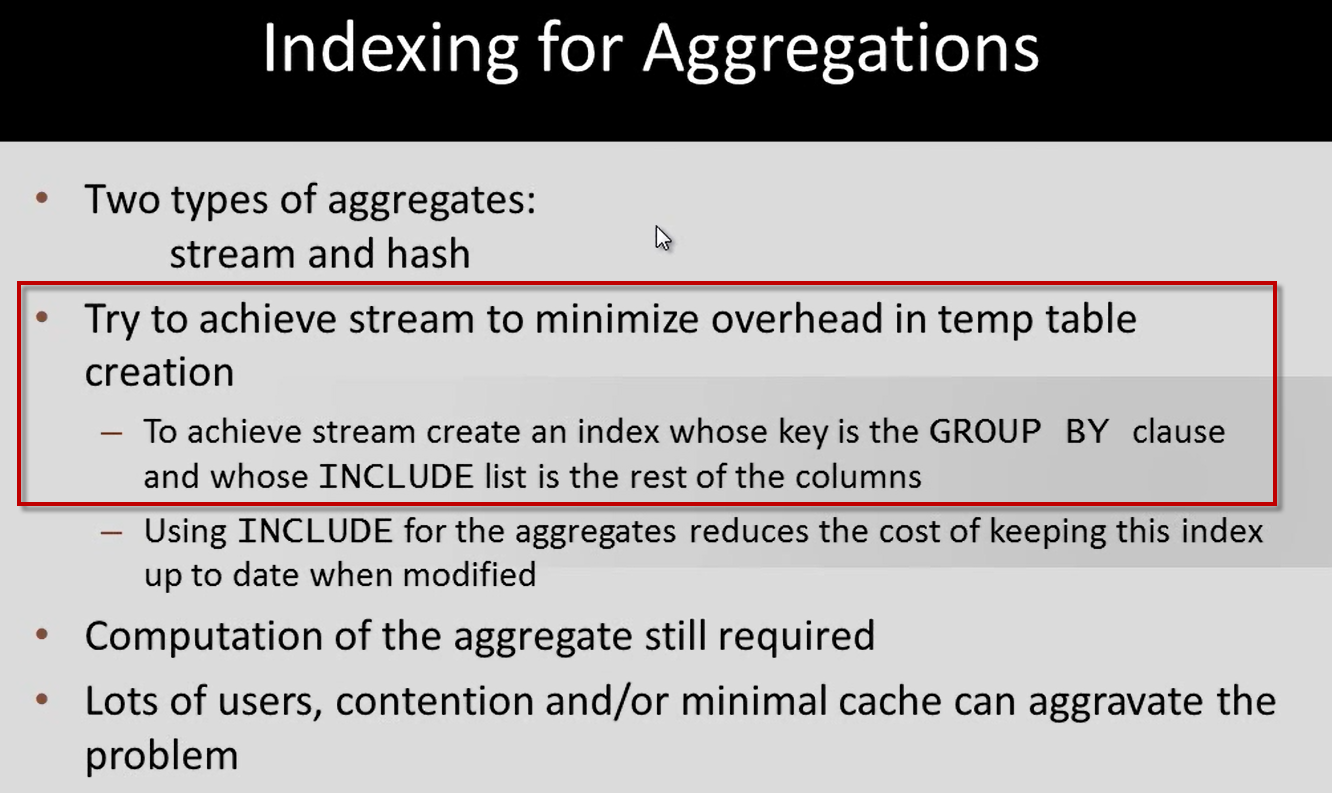 Indexing for Aggregations
• Two types of aggregates:
stream and hash
• Try to achieve stream to minimize overhead in temp table
creation
– To achieve stream create an index whose key is the GROUP BY clause
and whose INCLUDE list is the rest of the columns
– Using INCLUDE for the aggregates reduces the cost of keeping this index
up to date when modified
• Computation of the aggregate still required
• Lots of users, contention and/or minimal cache can aggravate the
problem